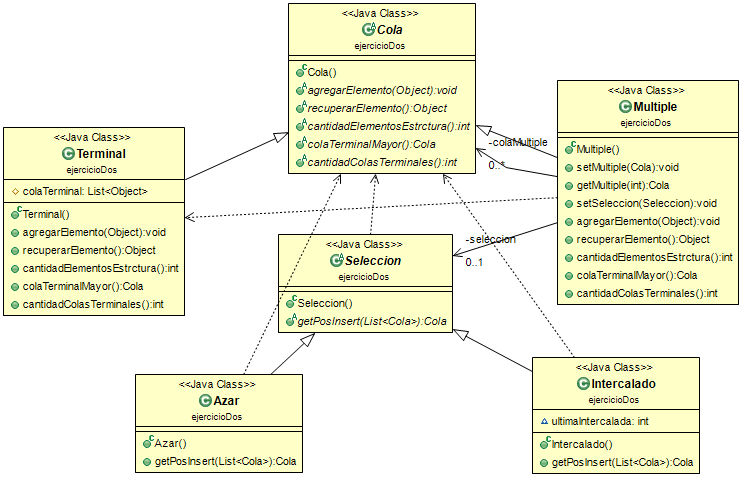 <<Java Class>>
Cola
ejercicioDos
Cola()
agregarElemento(Object):void
recuperarElemento():Object
cantidadElementosEstrctura():int
colaTerminalMayor():Cola
cantidadColasTerminales():int
<<Java Class>>
Multiple
ejercicioDos
Multiple()
setMultiple(Cola):void
getMultiple(int):Cola
setSeleccion(Seleccion):void
agregarElemento(Object):void
recuperarElemento():Object
cantidadElementosEstrctura():int
colaTerminalMayor():Cola
cantidadColasTerminales():int
-colaMultiple
0..*
<<Java Class>>
Terminal
ejercicioDos
colaTerminal: List<Object>
Terminal()
agregarElemento(Object):void
recuperarElemento():Object
cantidadElementosEstrctura():int
colaTerminalMayor():Cola
cantidadColasTerminales():int
-seleccion
0..1
<<Java Class>>
Seleccion
ejercicioDos
Seleccion()
getPosInsert(List<Cola>):Cola
<<Java Class>>
Azar
ejercicioDos
Azar()
getPosInsert(List<Cola>):Cola
<<Java Class>>
Intercalado
ejercicioDos
ultimaIntercalada: int
Intercalado()
getPosInsert(List<Cola>):Cola